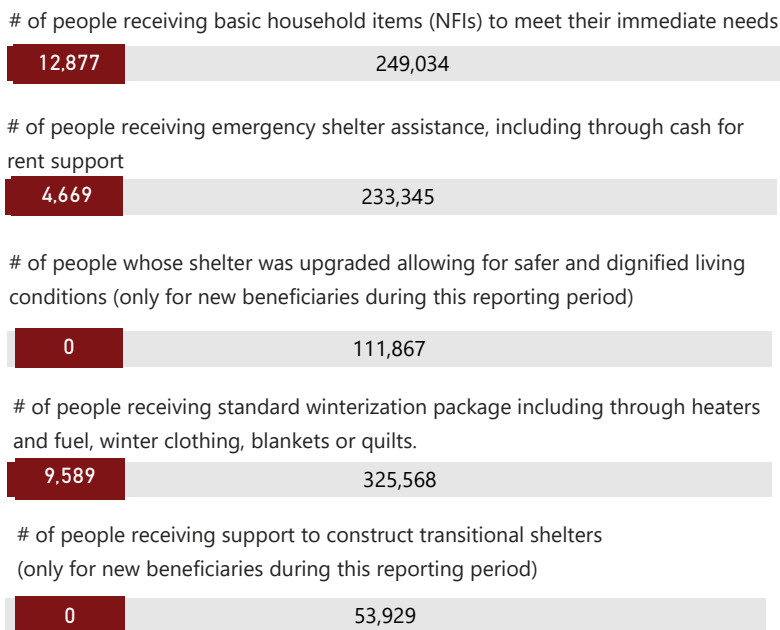 # of people receiving basic household items (NFIs) to meet their immediate needs
12,877 249,034
# of people receiving emergency shelter assistance, including through cash for
rent support
4,669 233,345
# of people whose shelter was upgraded allowing for safer and dignified living
conditions (only for new beneficiaries during this reporting period)
0 111,867
# of people receiving standard winterization package including through heaters
and fuel, winter clothing, blankets or quilts.
9,589 325,568
# of people receiving support to construct transitional shelters
(only for new beneficiaries during this reporting period)
0 53,929